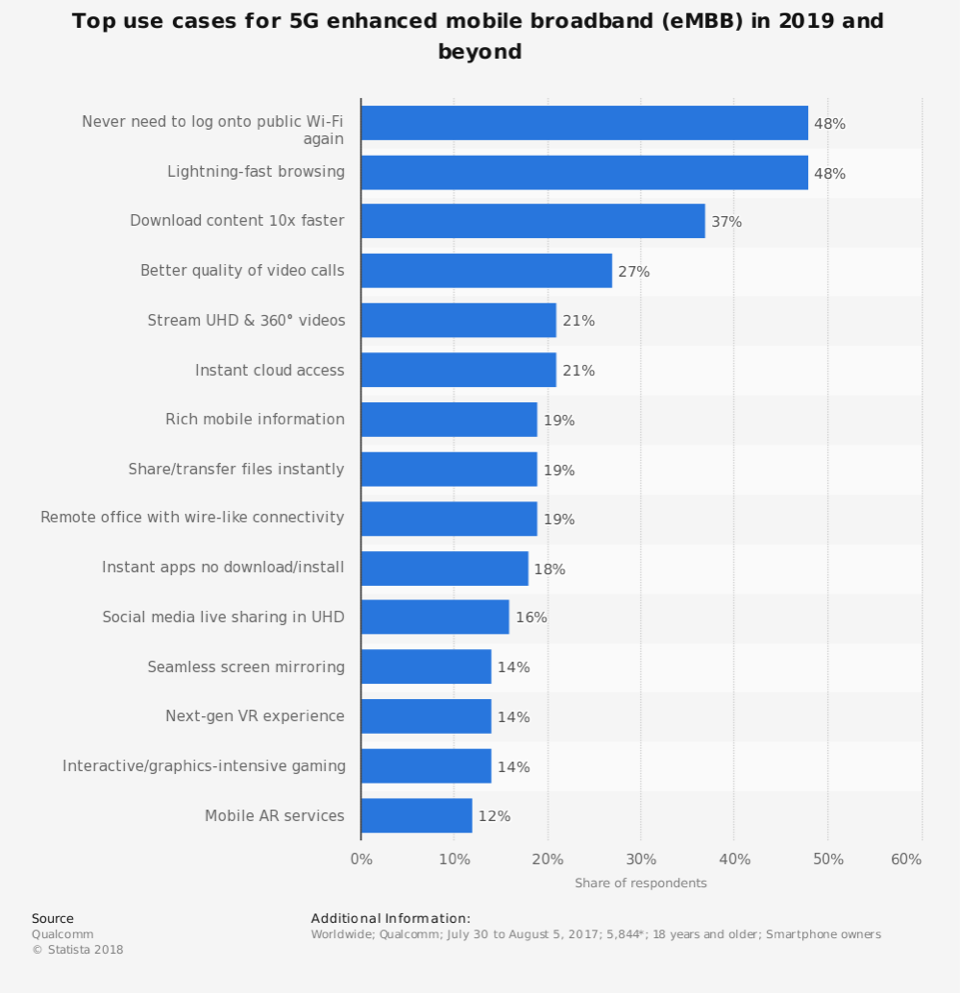 Top use cases for 5G enhanced mobile broadband (eMBB) in 2019 and
beyond
Never need to log onto public Wi-Fi
again
48%
Lightning-fast browsing
48%
Download content 10x faster
37%
Better quality of video calls
27%
Stream UHD & 360° videos
21%
Instant cloud access
21%
Rich mobile information
19%
Share/transfer files instantly
19%
Remote office with wire-like connectivity
19%
Instant apps no download/install
18%
Social media live sharing in UHD
16%
Seamless screen mirroring
14%
Next-gen VR experience
14%
Interactive/graphics-intensive gaming
14%
Mobile AR services
12%
0% 10% 20% 30% 40% 50% 60%
Share of respondents
Source
Qualcomm
© Statista 2018
Additional Information:
Worldwide; Qualcomm; July 30 to August 5, 2017; 5,844*; 18 years and older; Smartphone owners